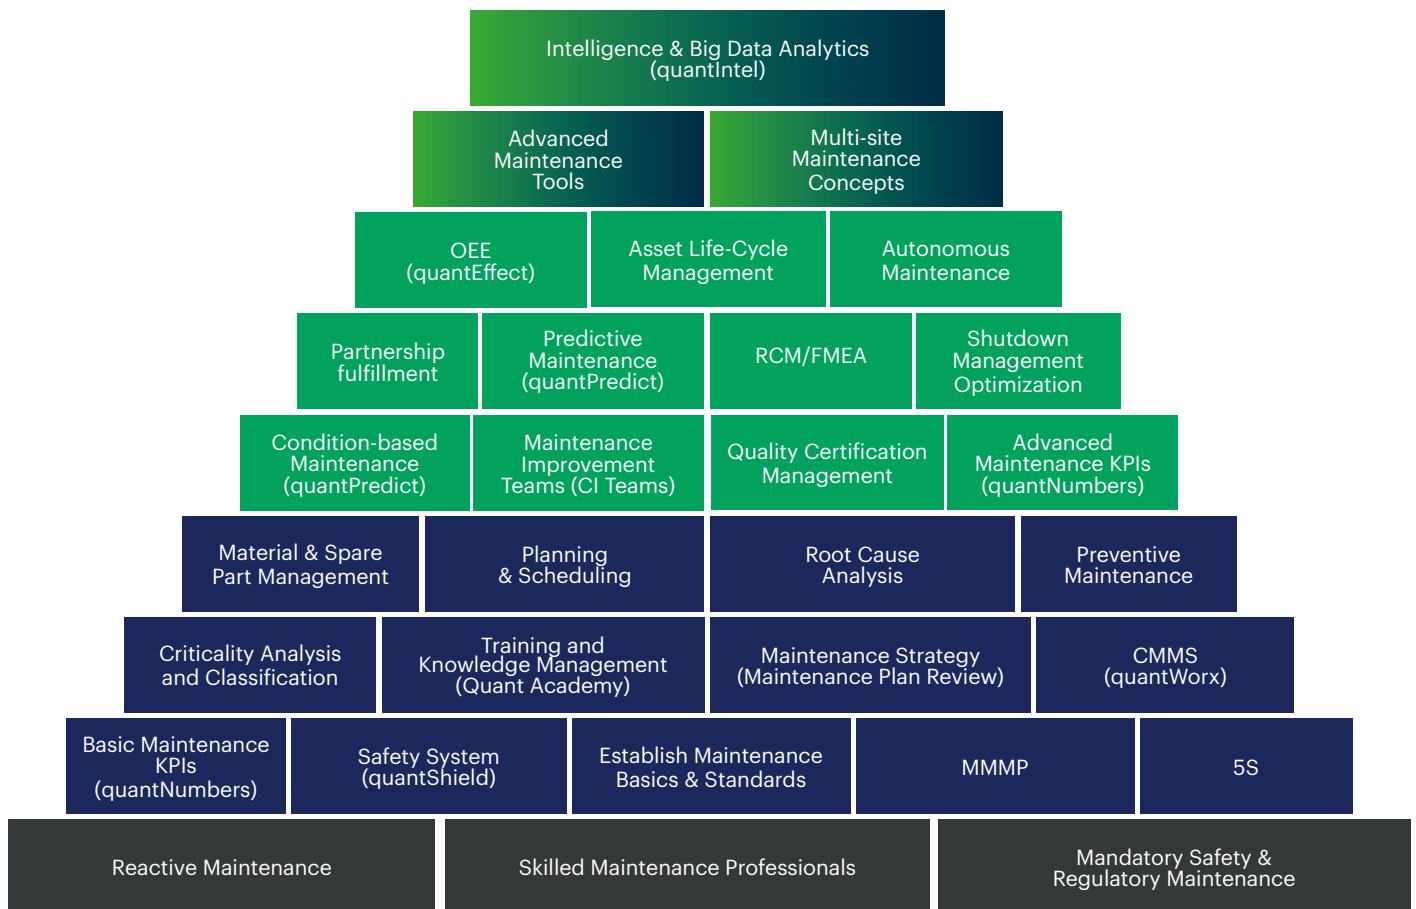 Intelligence & Big Data Analytics
(quantIntel)
Advanced
Maintenance
Tools
Multi-site
Maintenance
Concepts
OEE
(quantEffect)
Asset Life-Cycle
Management
Autonomous
Maintenance
Partnership
fulfillment
Predictive
Maintenance
(quantPredict)
RCM/FMEA
Shutdown
Management
Optimization
Condition-based
Maintenance
(quantPredict)
Maintenance
Improvement
Teams (CI Teams)
Quality Certification
Management
Advanced
Maintenance KPIs
(quantNumbers)
Material & Spare
Part Management
Planning
& Scheduling
Root Cause
Analysis
Preventive
Maintenance
Criticality Analysis
and Classification
Training and
Knowledge Management
(Quant Academy)
Maintenance Strategy
(Maintenance Plan Review)
CMMS
(quantWorx)
Basic Maintenance
KPIs
(quantNumbers)
Safety System
(quantShield)
Establish Maintenance
Basics & Standards
MMMP
5S
Reactive Maintenance
Skilled Maintenance Professionals
Mandatory Safety &
Regulatory Maintenance